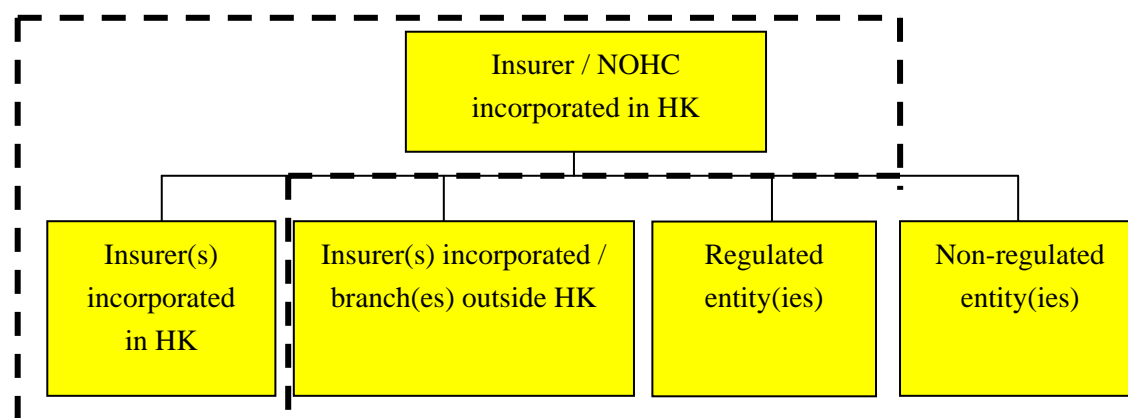 Insurer / NOHC
incorporated in HK
Insurer(s)
incorporated
in HK
Insurer(s) incorporated /
branch(es) outside HK
Regulated
entity(ies)
Non-regulated
entity(ies)